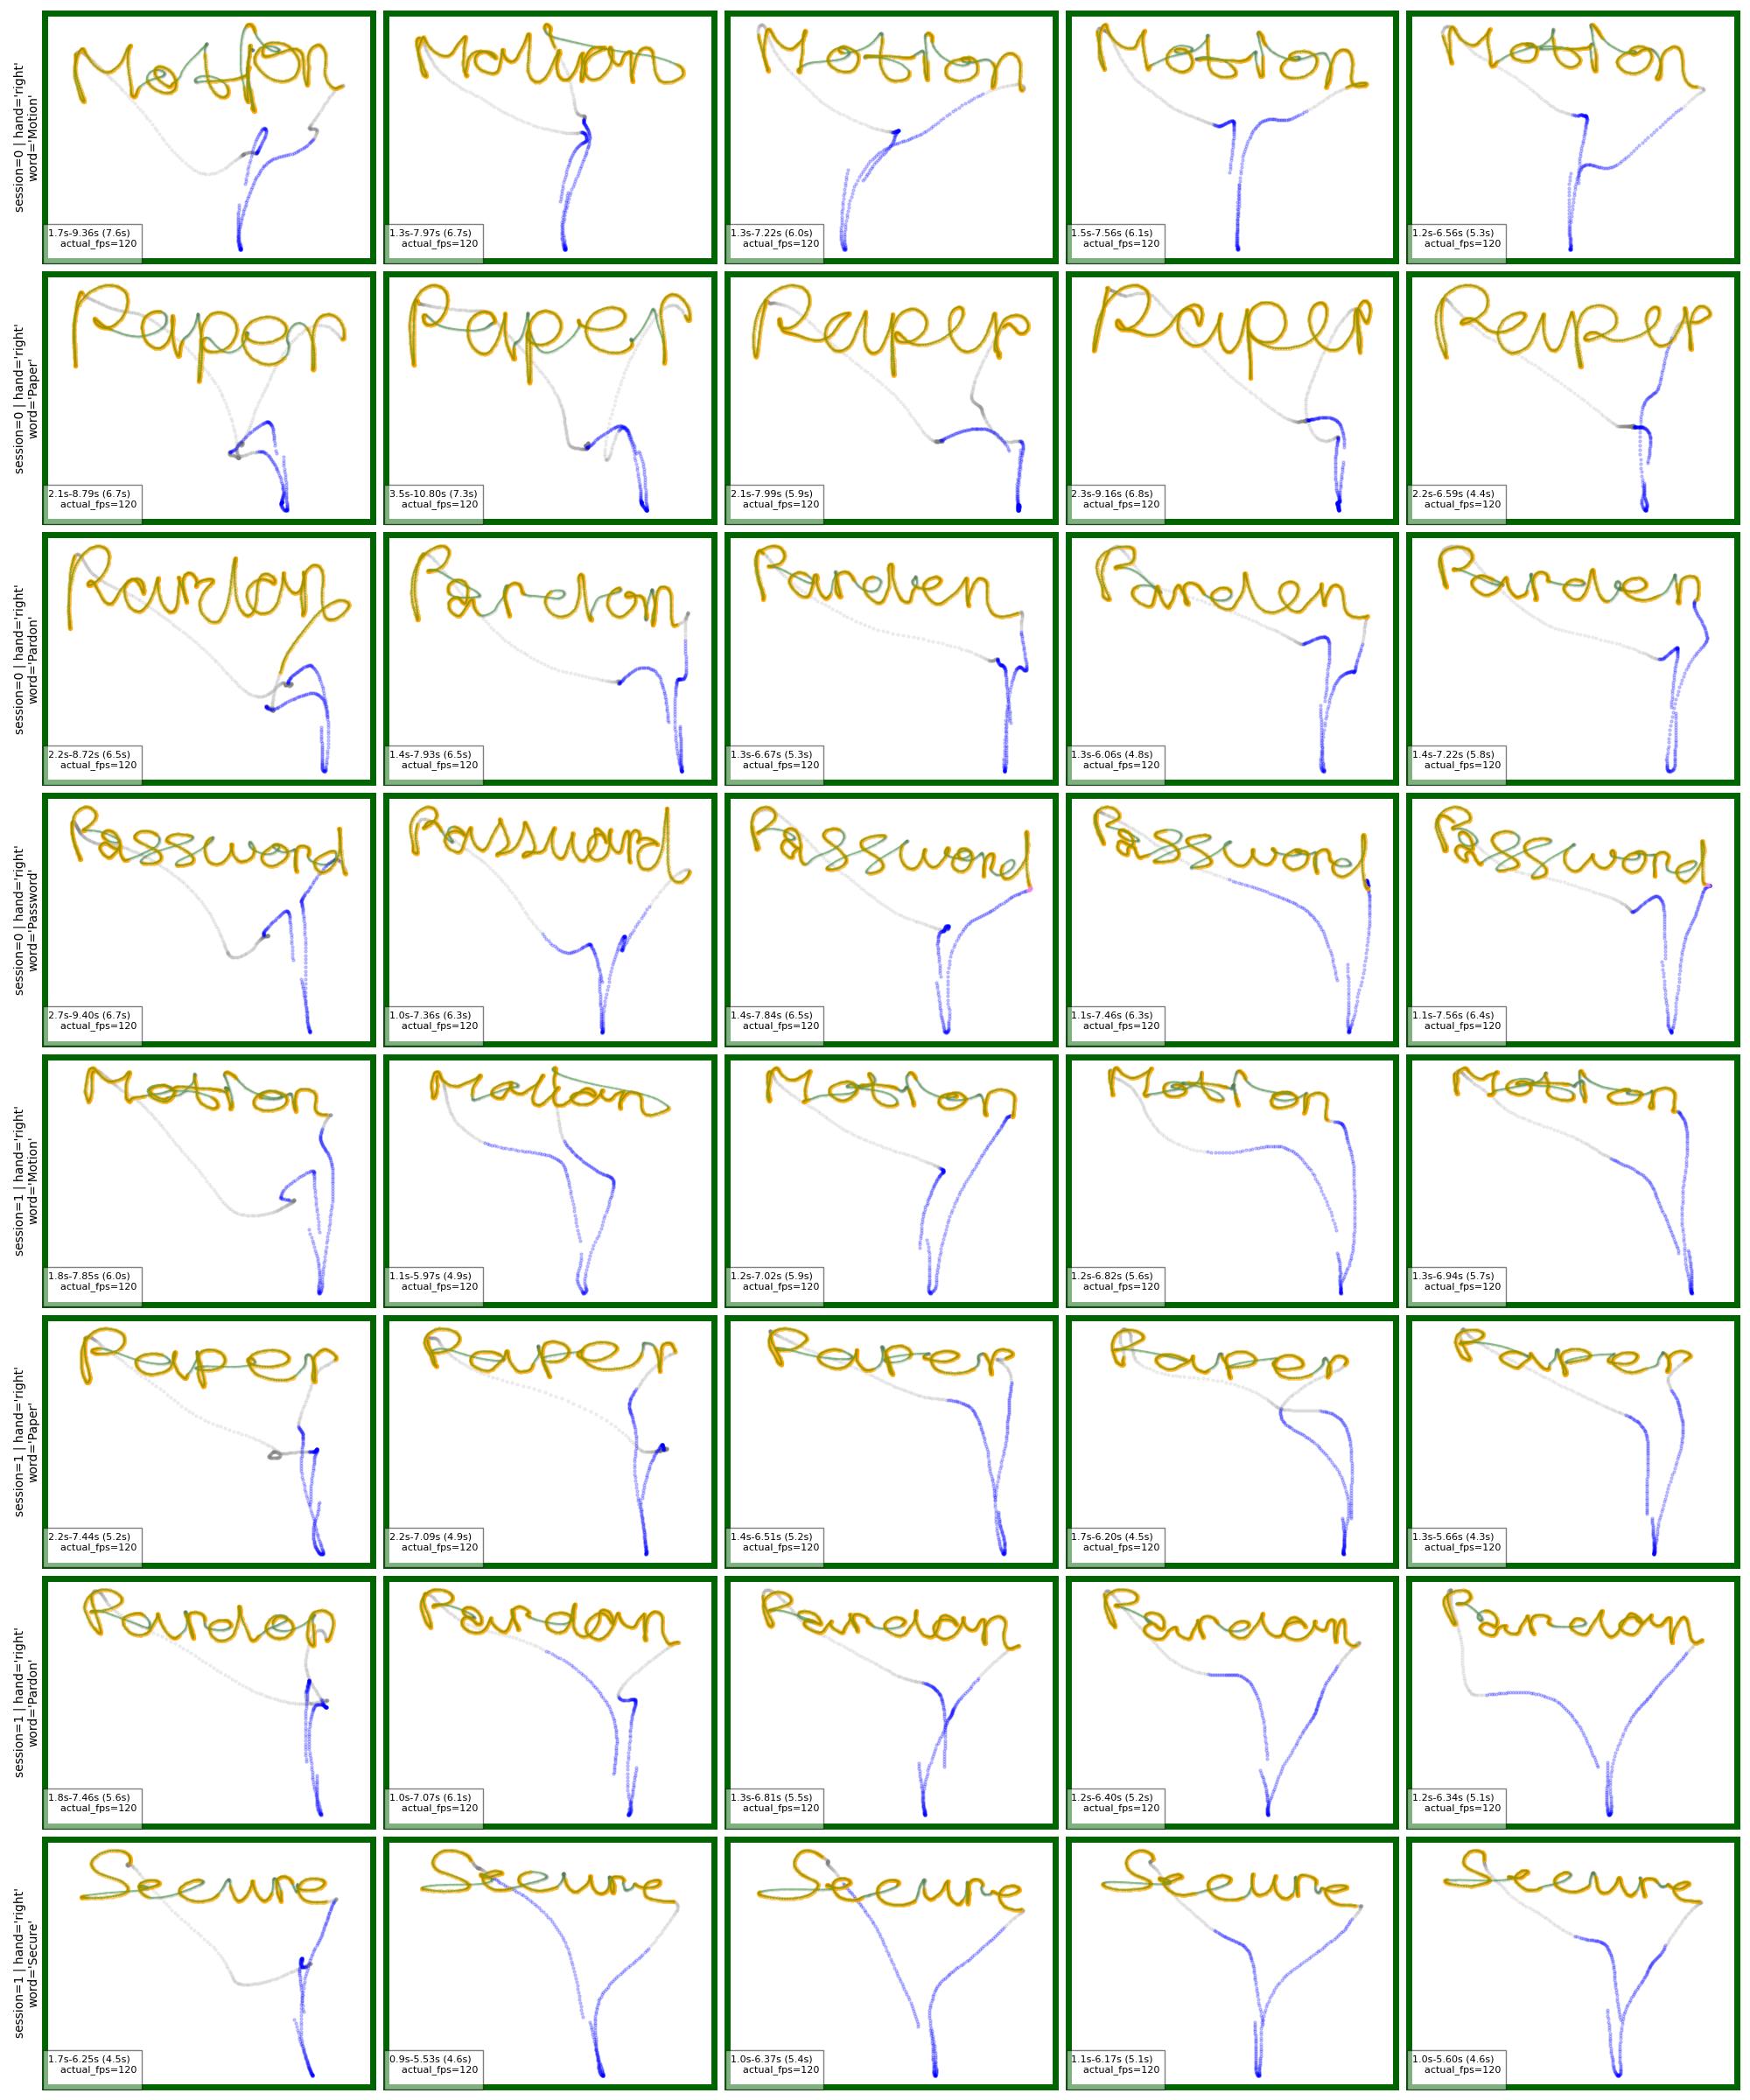 session=0 | hand='right'
word='Motion'
Motion Motion Motion Motion Motion
1.7s-9.36s (7.6s) actual_fps=120
1.3s-7.97s (6.7s) actual_fps=120
1.3s-7.22s (6.0s) actual_fps=120
1.5s-7.56s (6.1s) actual_fps=120
1.2s-6.56s (5.3s) actual_fps=120
session=0 | hand='right'
word='Paper'
Paper Paper Paper Paper Paper
2.1s-8.79s (6.7s) actual_fps=120
3.5s-10.80s (7.3s) actual_fps=120
2.1s-7.99s (5.9s) actual_fps=120
2.3s-9.16s (6.8s) actual_fps=120
2.2s-6.59s (4.4s) actual_fps=120
session=0 | hand='right'
word='Pardon'
Pardon Pardon Pardon Pardon Pardon
2.2s-8.72s (6.5s) actual_fps=120
1.4s-7.93s (6.5s) actual_fps=120
1.3s-6.67s (5.3s) actual_fps=120
1.3s-6.06s (4.8s) actual_fps=120
1.4s-7.22s (5.8s) actual_fps=120
session=0 | hand='right'
word='Password'
Password Password Password Password Password
2.7s-9.40s (6.7s) actual_fps=120
1.0s-7.36s (6.3s) actual_fps=120
1.4s-7.84s (6.5s) actual_fps=120
1.1s-7.46s (6.3s) actual_fps=120
1.1s-7.56s (6.4s) actual_fps=120
session=1 | hand='right'
word='Motion'
Motion Motion Motion Motion Motion
1.8s-7.85s (6.0s) actual_fps=120
1.1s-5.97s (4.9s) actual_fps=120
1.2s-7.02s (5.9s) actual_fps=120
1.2s-6.82s (5.6s) actual_fps=120
1.3s-6.94s (5.7s) actual_fps=120
session=1 | hand='right'
word='Paper'
Paper Paper Paper Paper Paper
2.2s-7.44s (5.2s) actual_fps=120
2.2s-7.09s (4.9s) actual_fps=120
1.4s-6.51s (5.2s) actual_fps=120
1.7s-6.20s (4.5s) actual_fps=120
1.3s-5.66s (4.3s) actual_fps=120
session=1 | hand='right'
word='Pardon'
Pardon Pardon Pardon Pardon Pardon
1.8s-7.46s (5.6s) actual_fps=120
1.0s-7.07s (6.1s) actual_fps=120
1.3s-6.81s (5.5s) actual_fps=120
1.2s-6.40s (5.2s) actual_fps=120
1.2s-6.34s (5.1s) actual_fps=120
session=1 | hand='right'
word='Secure'
Secure Secure Secure Secure Secure
1.7s-6.25s (4.5s) actual_fps=120
0.9s-5.53s (4.6s) actual_fps=120
1.0s-6.37s (5.4s) actual_fps=120
1.1s-6.17s (5.1s) actual_fps=120
1.0s-5.60s (4.6s) actual_fps=120